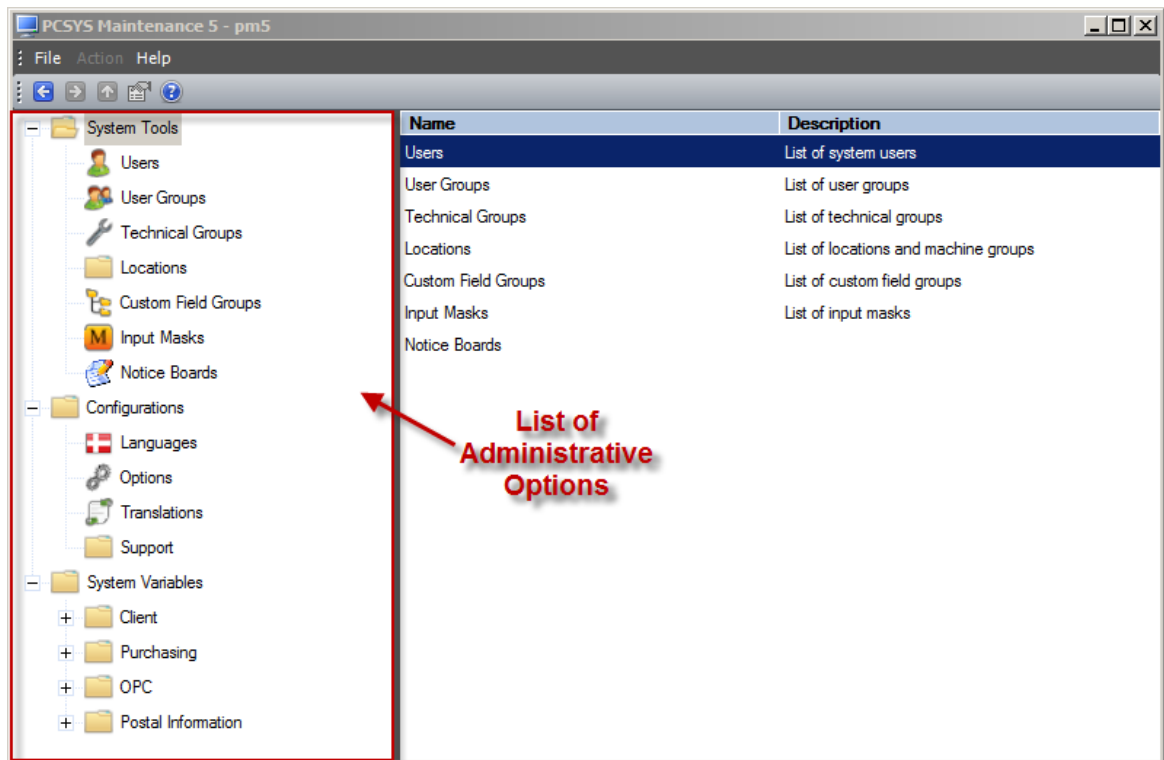 PCSYS Maintenance 5 - pm5
File Action Help
System Tools
Users
User Groups
Technical Groups
Locations
Custom Field Groups
M Input Masks
Notice Boards
Configurations
Languages
Options
Translations
Support
System Variables
Client
Purchasing
OPC
Postal Information
Name Description
Users List of system users
User Groups List of user groups
Technical Groups List of technical groups
Locations List of locations and machine groups
Custom Field Groups List of custom field groups
Input Masks List of input masks
Notice Boards
List of
Administrative
Options